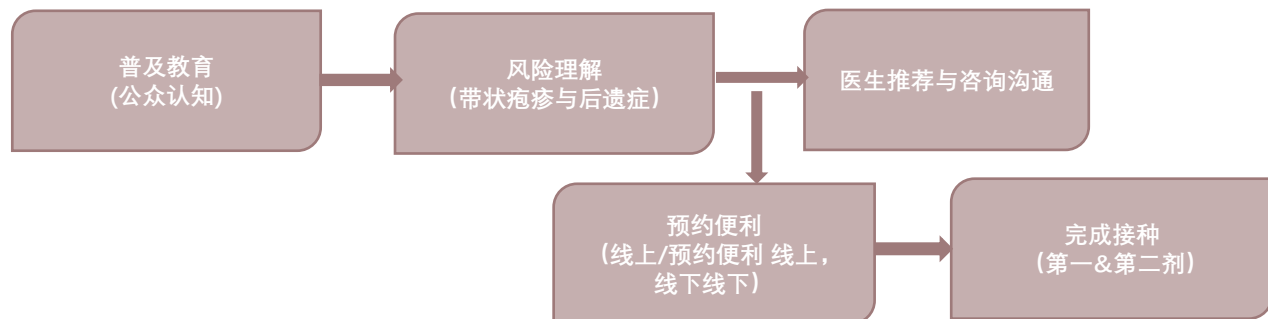 普及教育
(公众认知)
风险理解
（带状疱疹与后遗症）
医生推荐与咨询沟通
预约便利
（线上/预约便利 线上，
线下线下）
完成接种
（第一&第二剂）